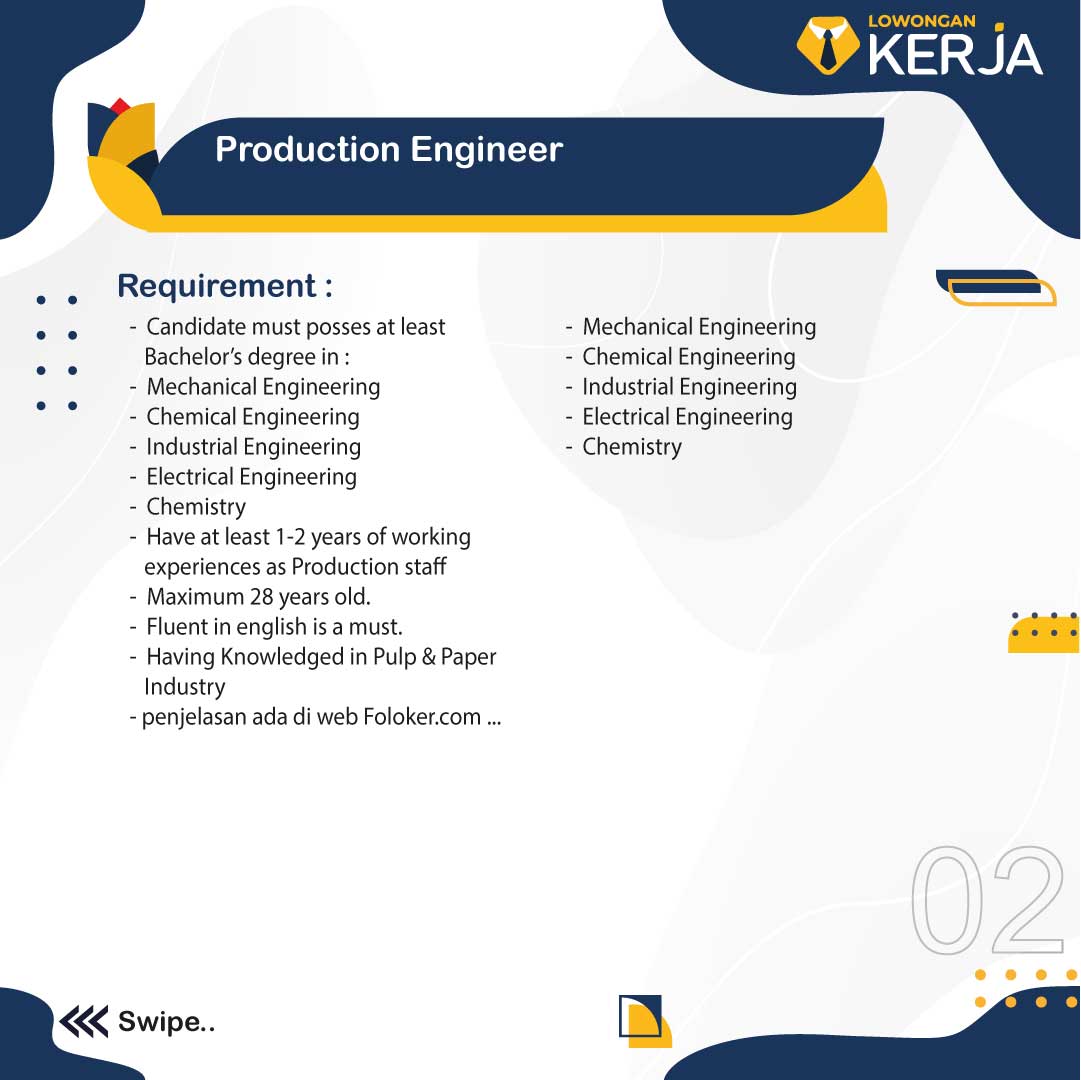 LOWONGAN
KERJA
Production Engineer
Requirement :
- Candidate must posses at least
Bachelor’s degree in :
- Mechanical Engineering
- Chemical Engineering
- Industrial Engineering
- Electrical Engineering
- Chemistry
- Have at least 1-2 years of working
experiences as Production staff
- Maximum 28 years old.
- Fluent in english is a must.
- Having Knowledged in Pulp & Paper
Industry
- penjelasan ada di web Foloker.com ...
- Mechanical Engineering
- Chemical Engineering
- Industrial Engineering
- Electrical Engineering
- Chemistry
02
Swipe..